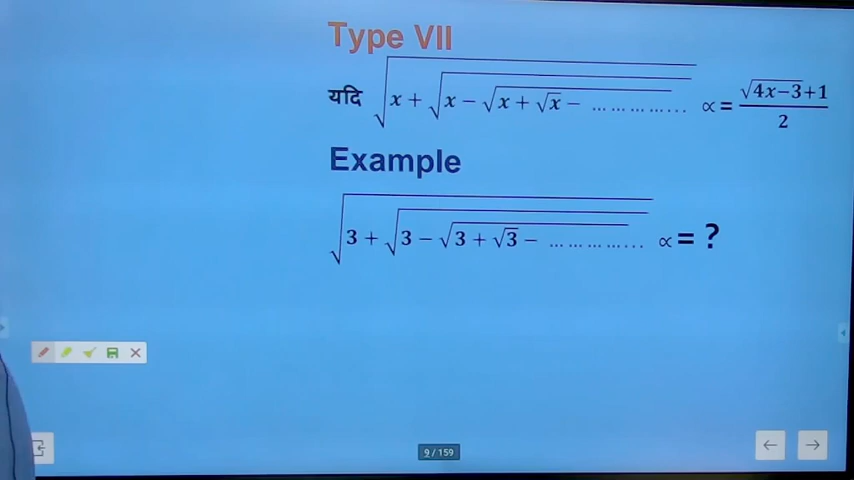 Type VII
यदि √x + √x − √x + √x − ………………… ∝ = √4x−3+1 / 2
Example
√3 + √3 − √3 + √3 − ………………… ∝ = ?
9 / 159